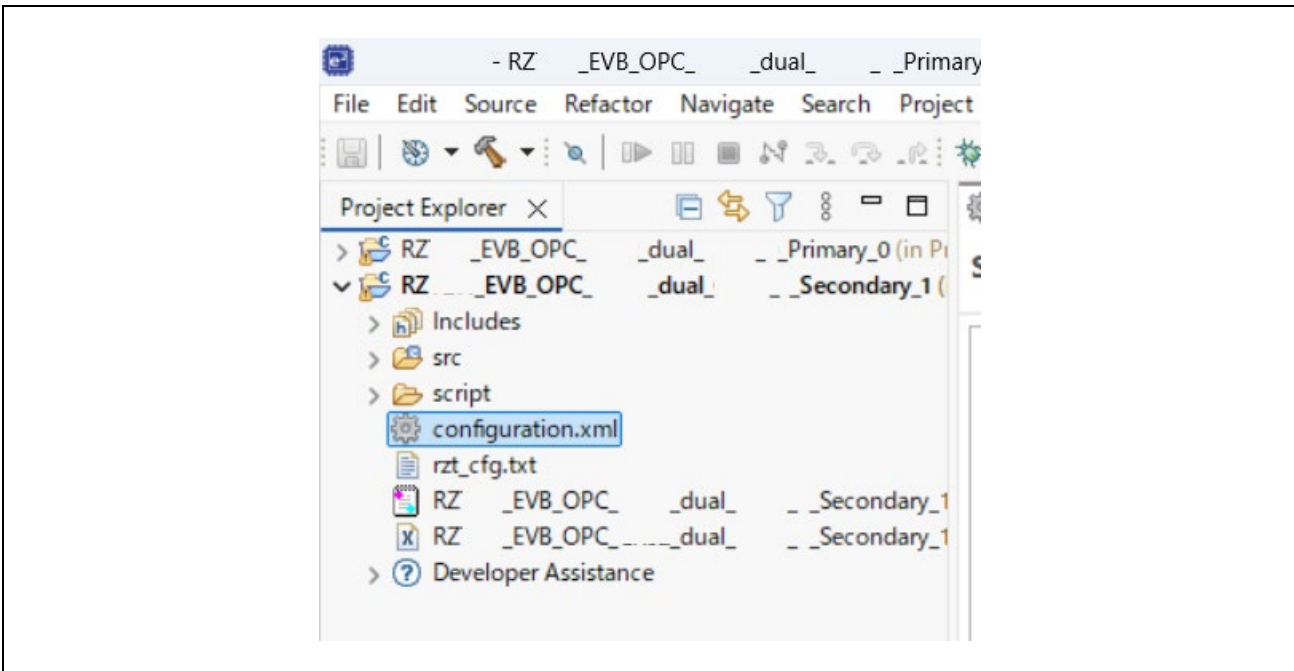 - RZ _EVB_OPC_ _dual_ _ _Primary
File Edit Source Refactor Navigate Search Project
Project Explorer
RZ _EVB_OPC_ _dual_ _ _Primary_0 (in Pr
RZ _EVB_OPC_ _dual_ _ _Secondary_1 (
Includes
src
script
configuration.xml
rzt_cfg.txt
RZ _EVB_OPC_ _dual_ _ _Secondary_1
RZ _EVB_OPC_ _dual_ _ _Secondary_1
Developer Assistance